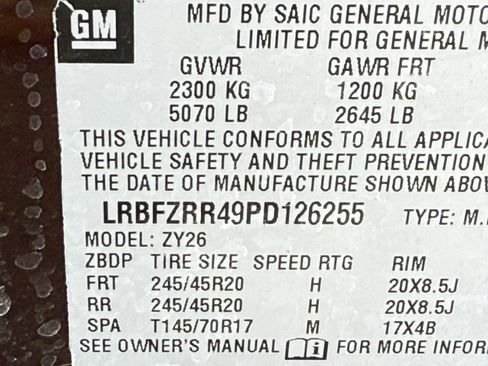 GM
MFD BY SAIC GENERAL MOTO
LIMITED FOR GENERAL M
GVWR GAWR FRT
2300 KG 1200 KG
5070 LB 2645 LB
THIS VEHICLE CONFORMS TO ALL APPLICA
VEHICLE SAFETY AND THEFT PREVENTION
THE DATE OF MANUFACTURE SHOWN ABOV
LRBFZRR49PD126255 TYPE: M.
MODEL: ZY26
ZBDP TIRE SIZE SPEED RTG RIM
FRT 245/45R20 H 20X8.5J
RR 245/45R20 H 20X8.5J
SPA T145/70R17 M 17X4B
SEE OWNER'S MANUAL FOR MORE INFOR